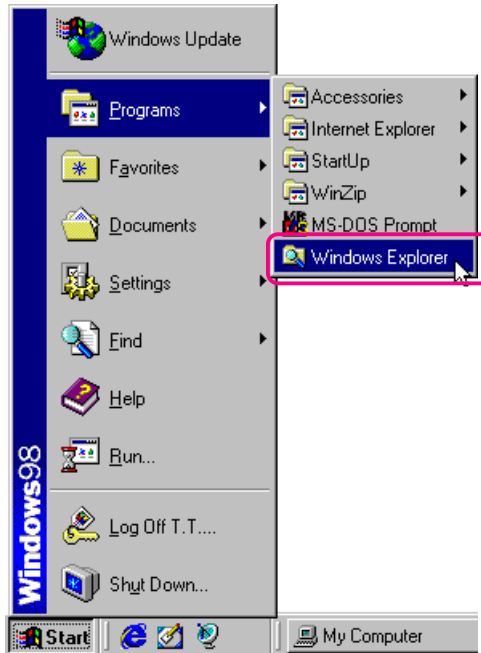 Windows Update
Programs
Favorites
Documents
Settings
Find
Help
Run...
Log Off T.T....
Shut Down...
Windows98
Accessories
Internet Explorer
StartUp
WinZip
MS-DOS Prompt
Windows Explorer
Start
My Computer